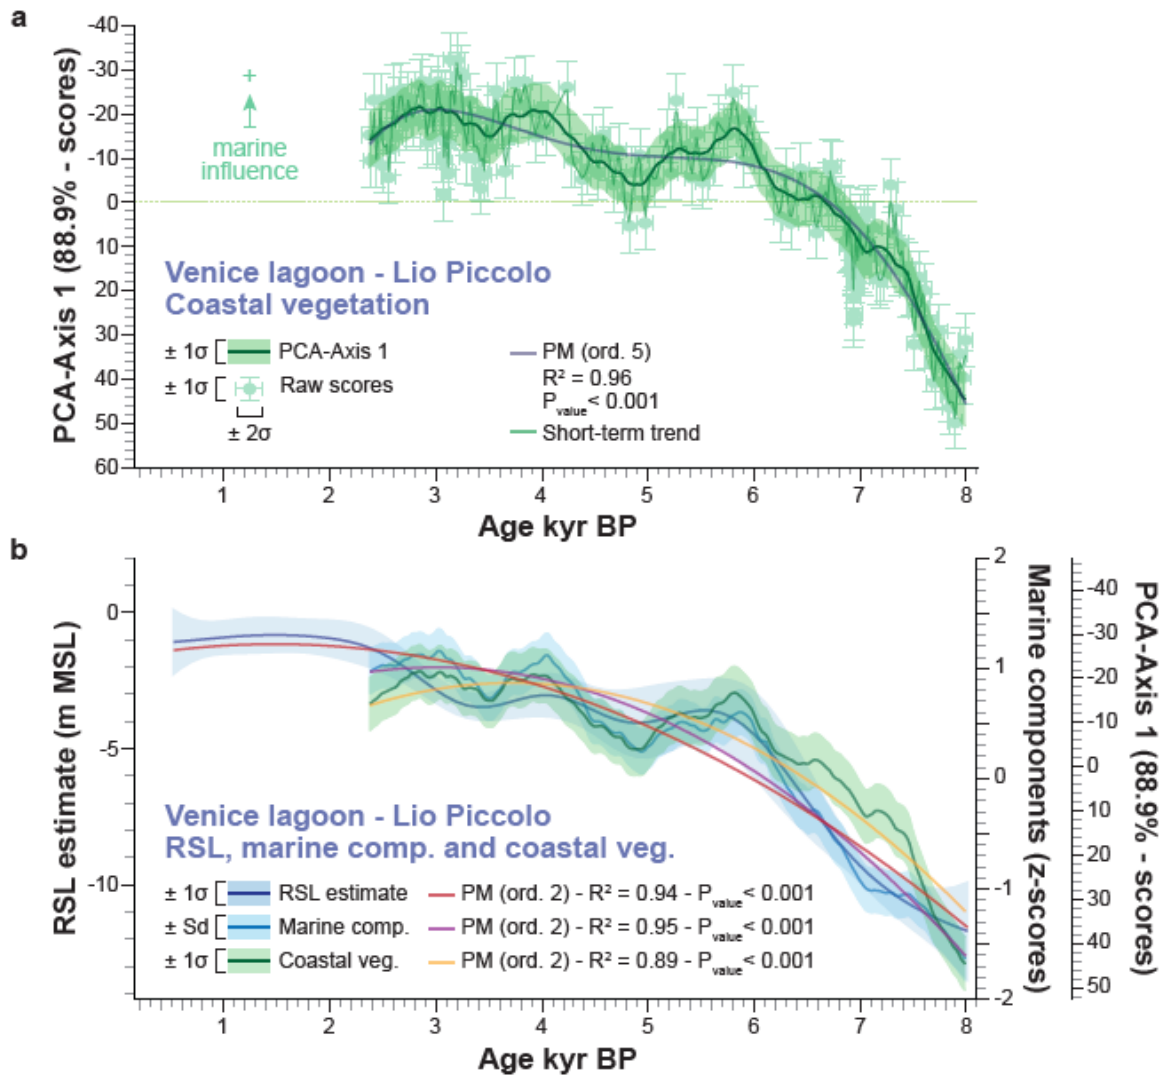 a
PCA-Axis 1 (88.9% - scores)
-40
-30
-20
-10
0
10
20
30
40
50
60
+
marine
influence
Venice lagoon - Lio Piccolo
Coastal vegetation
± 1σ PCA-Axis 1
± 1σ Raw scores
± 2σ
PM (ord. 5)
R² = 0.96
Pvalue < 0.001
Short-term trend
1 2 3 4 5 6 7 8
Age kyr BP
b
RSL estimate (m MSL)
0
-5
-10
Venice lagoon - Lio Piccolo
RSL, marine comp. and coastal veg.
± 1σ RSL estimate PM (ord. 2) - R² = 0.94 - Pvalue < 0.001
± Sd Marine comp. PM (ord. 2) - R² = 0.95 - Pvalue < 0.001
± 1σ Coastal veg. PM (ord. 2) - R² = 0.89 - Pvalue < 0.001
2
1
0
-1
-2
Marine components (z-scores)
-40
-30
-20
-10
0
10
20
30
40
50
PCA-Axis 1 (88.9% - scores)
1 2 3 4 5 6 7 8
Age kyr BP